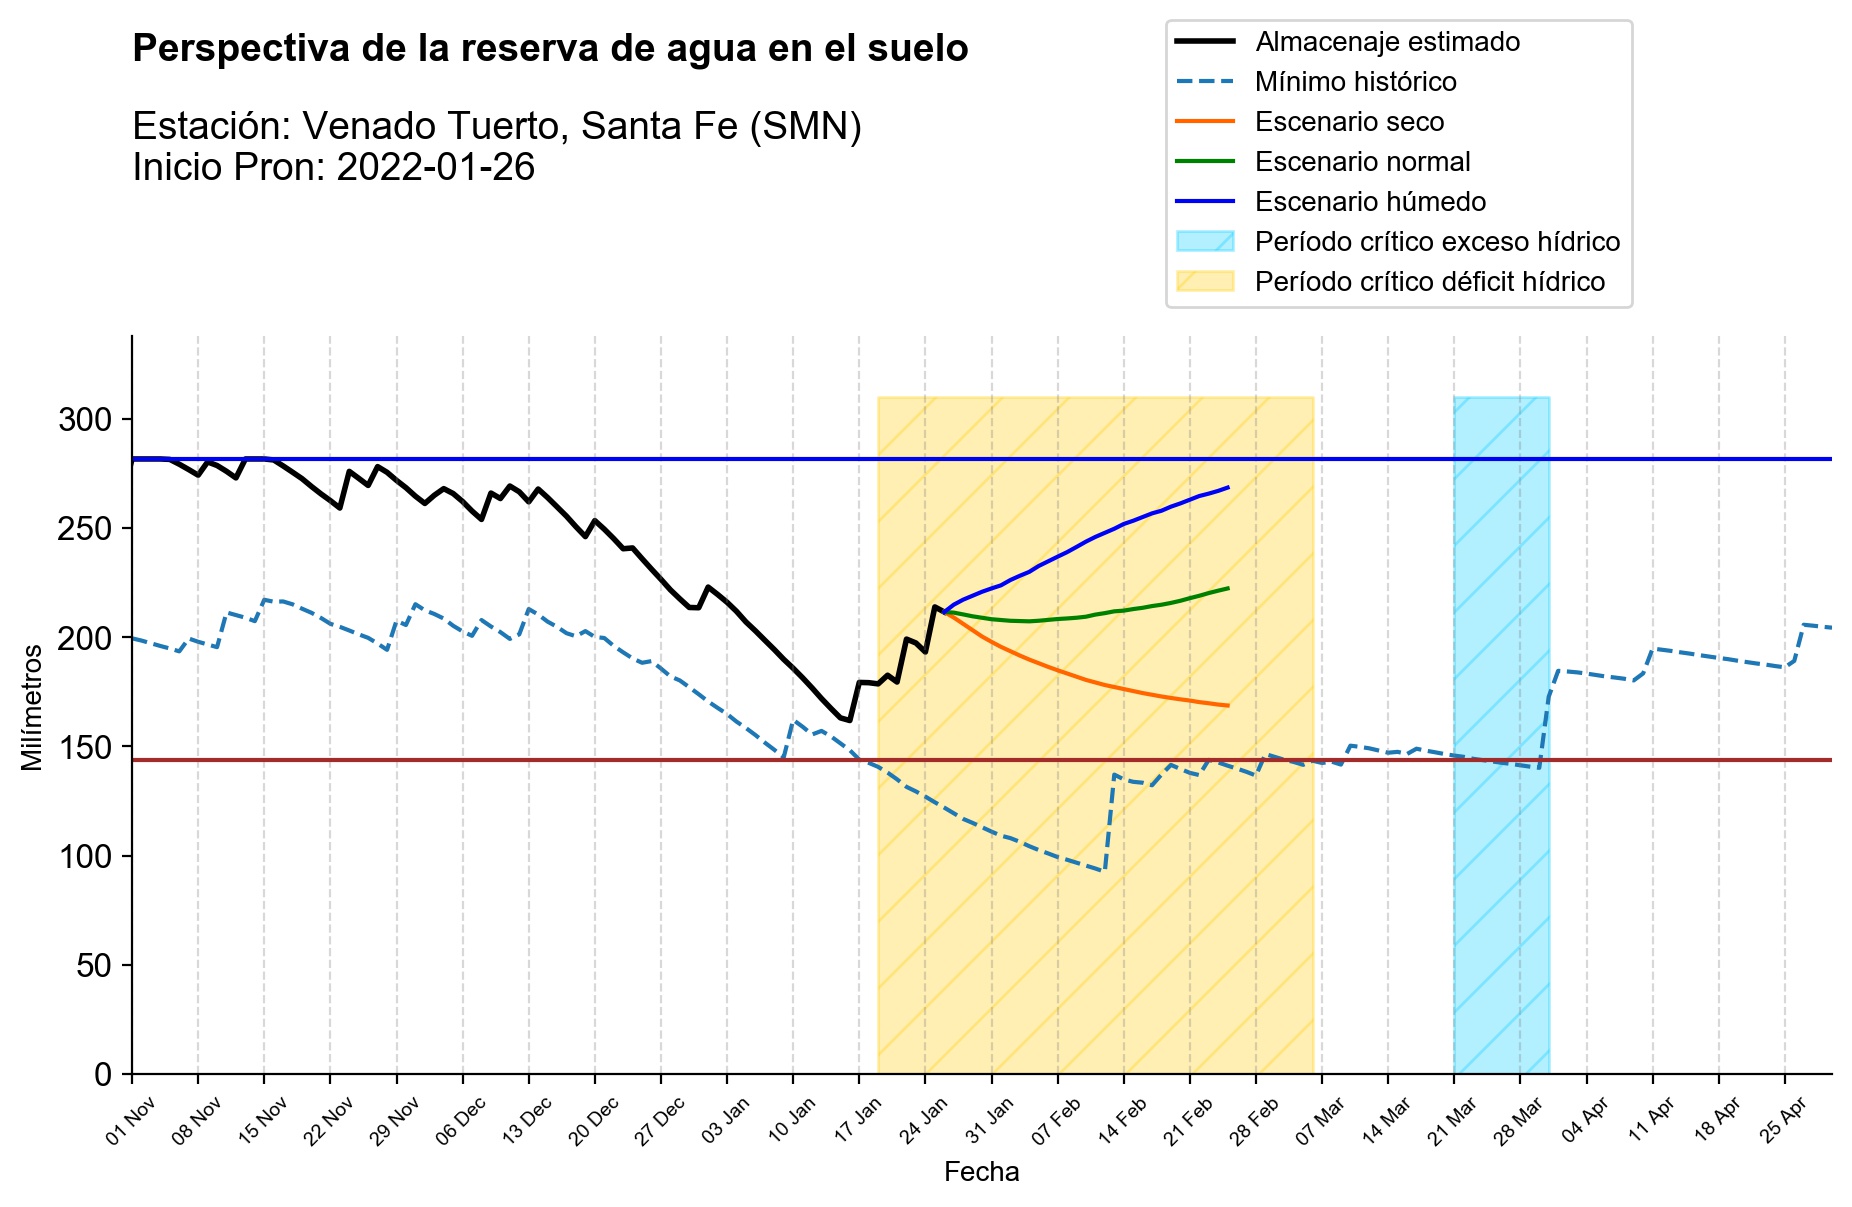 Perspectiva de la reserva de agua en el suelo
Estación: Venado Tuerto, Santa Fe (SMN)
Inicio Pron: 2022-01-26
Almacenaje estimado
Mínimo histórico
Escenario seco
Escenario normal
Escenario húmedo
Período crítico exceso hídrico
Período crítico déficit hídrico
Milímetros
300
250
200
150
100
50
0
01 Nov
08 Nov
15 Nov
22 Nov
29 Nov
06 Dec
13 Dec
20 Dec
27 Dec
03 Jan
10 Jan
17 Jan
24 Jan
31 Jan
07 Feb
14 Feb
21 Feb
28 Feb
07 Mar
14 Mar
21 Mar
28 Mar
04 Apr
11 Apr
18 Apr
25 Apr
Fecha